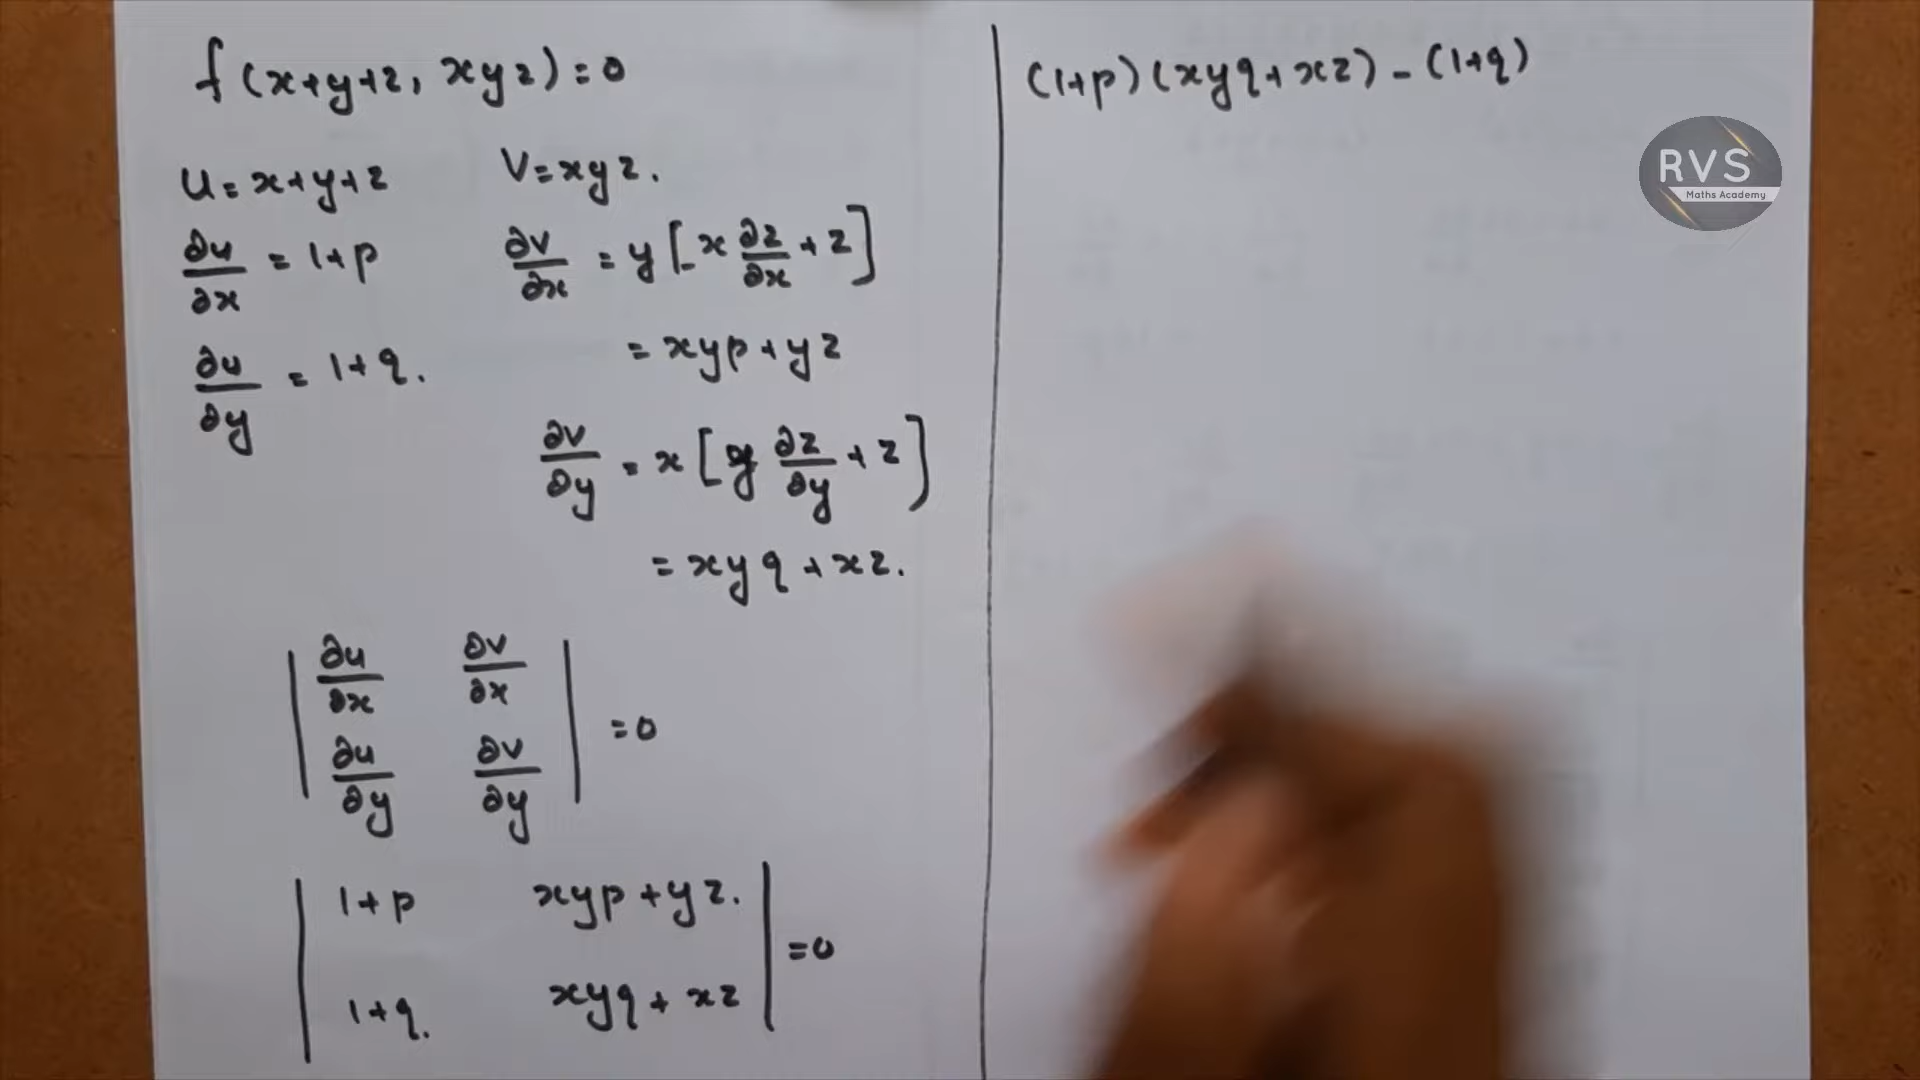 f(x+y+z, xyz)=0
u=x+y+z    v=xyz.
∂u/∂x = 1+p    ∂v/∂x = y[x ∂z/∂x + z]
= xyp+yz
∂u/∂y = 1+q.
∂v/∂y = x[y ∂z/∂y + z]
= xyq+xz.
| ∂u/∂x    ∂v/∂x |
| ∂u/∂y    ∂v/∂y | =0
| 1+p    xyp+yz. |
| 1+q.    xyq+xz | =0
(1+p)(xyq+xz)-(1+q)
RVS
Maths Academy